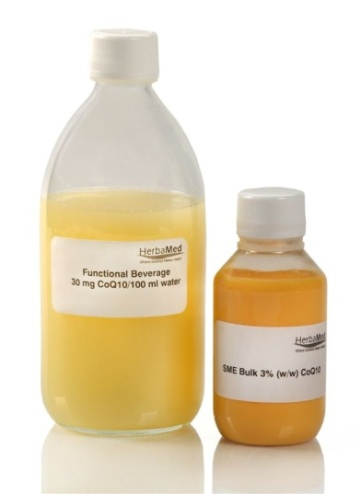 HerbaMed
Functional Beverage
30 mg CoQ10/100 ml water
HerbaMed
SME Bulk 3% (w/w) CoQ10